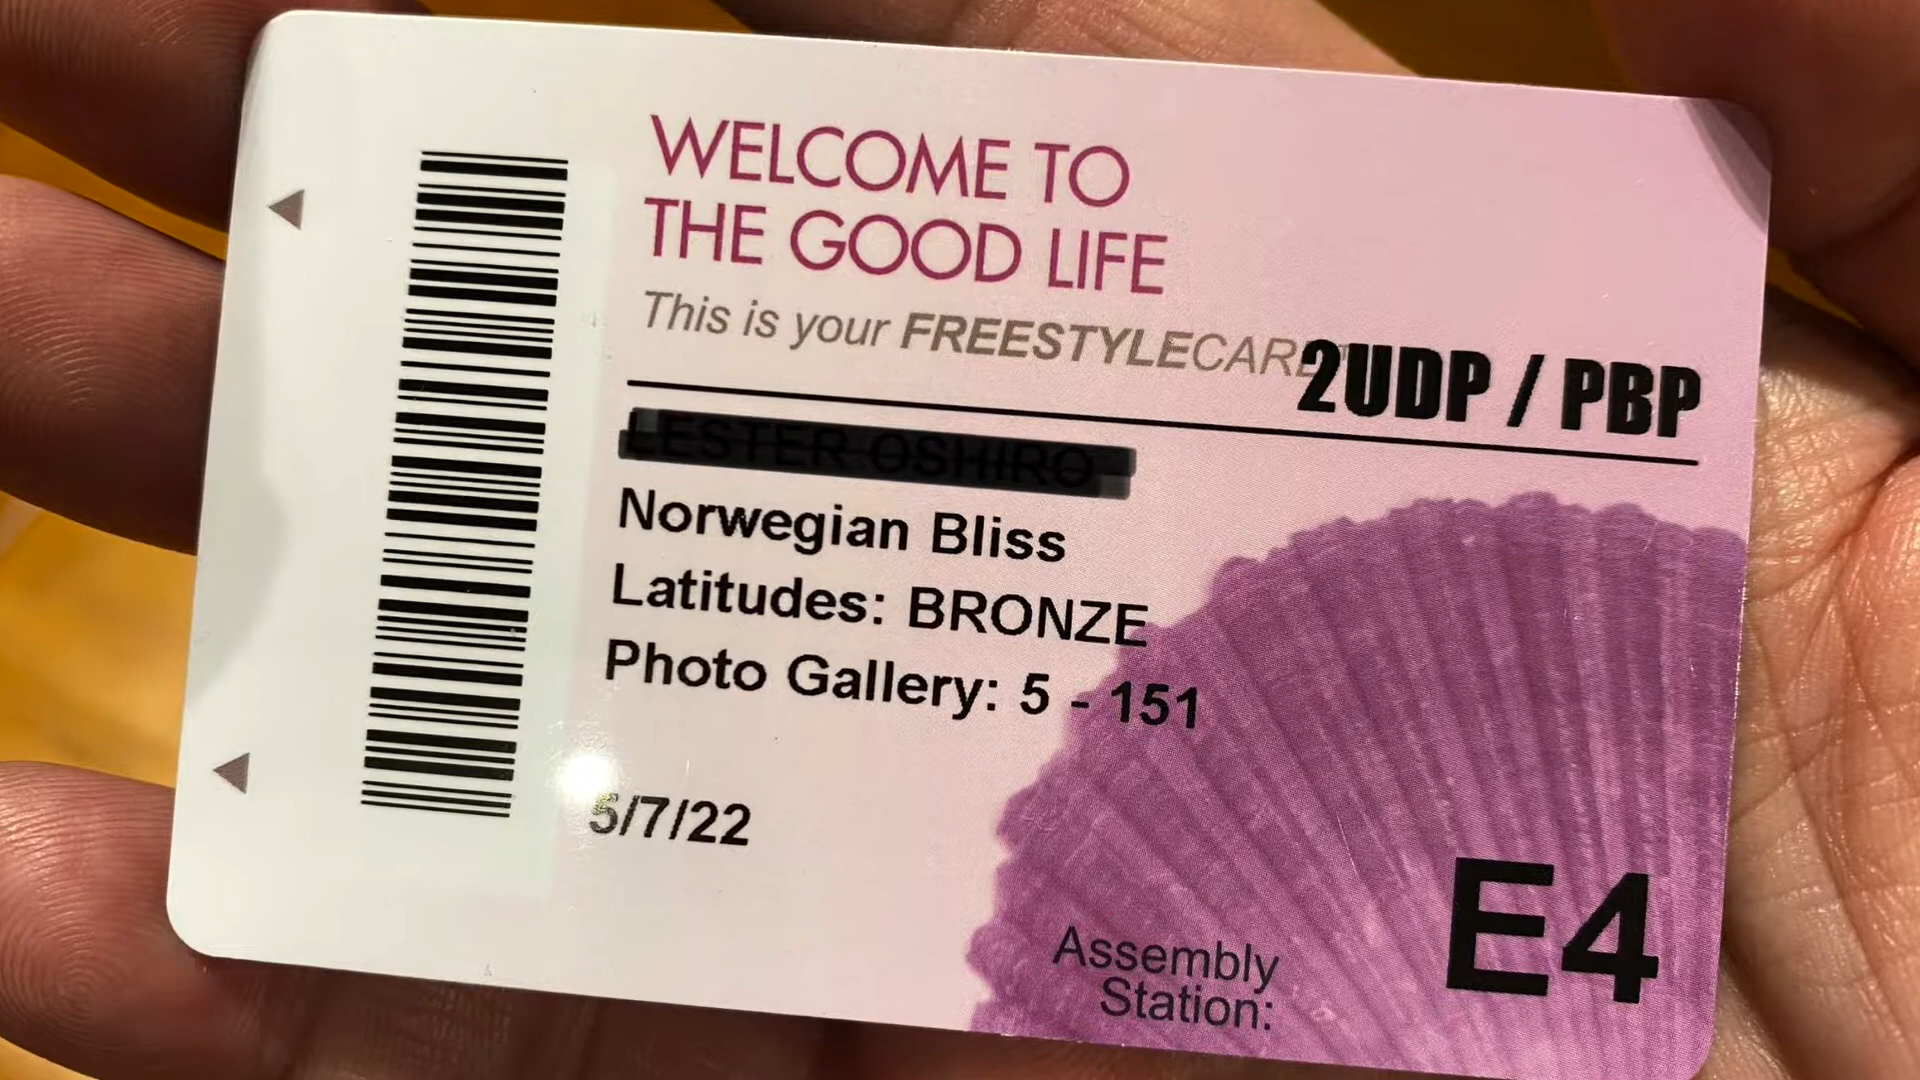 WELCOME TO
THE GOOD LIFE
This is your FREESTYLECARD
2UDP / PBP
Norwegian Bliss
Latitudes: BRONZE
Photo Gallery: 5 - 151
5/7/22
Assembly
Station:
E4